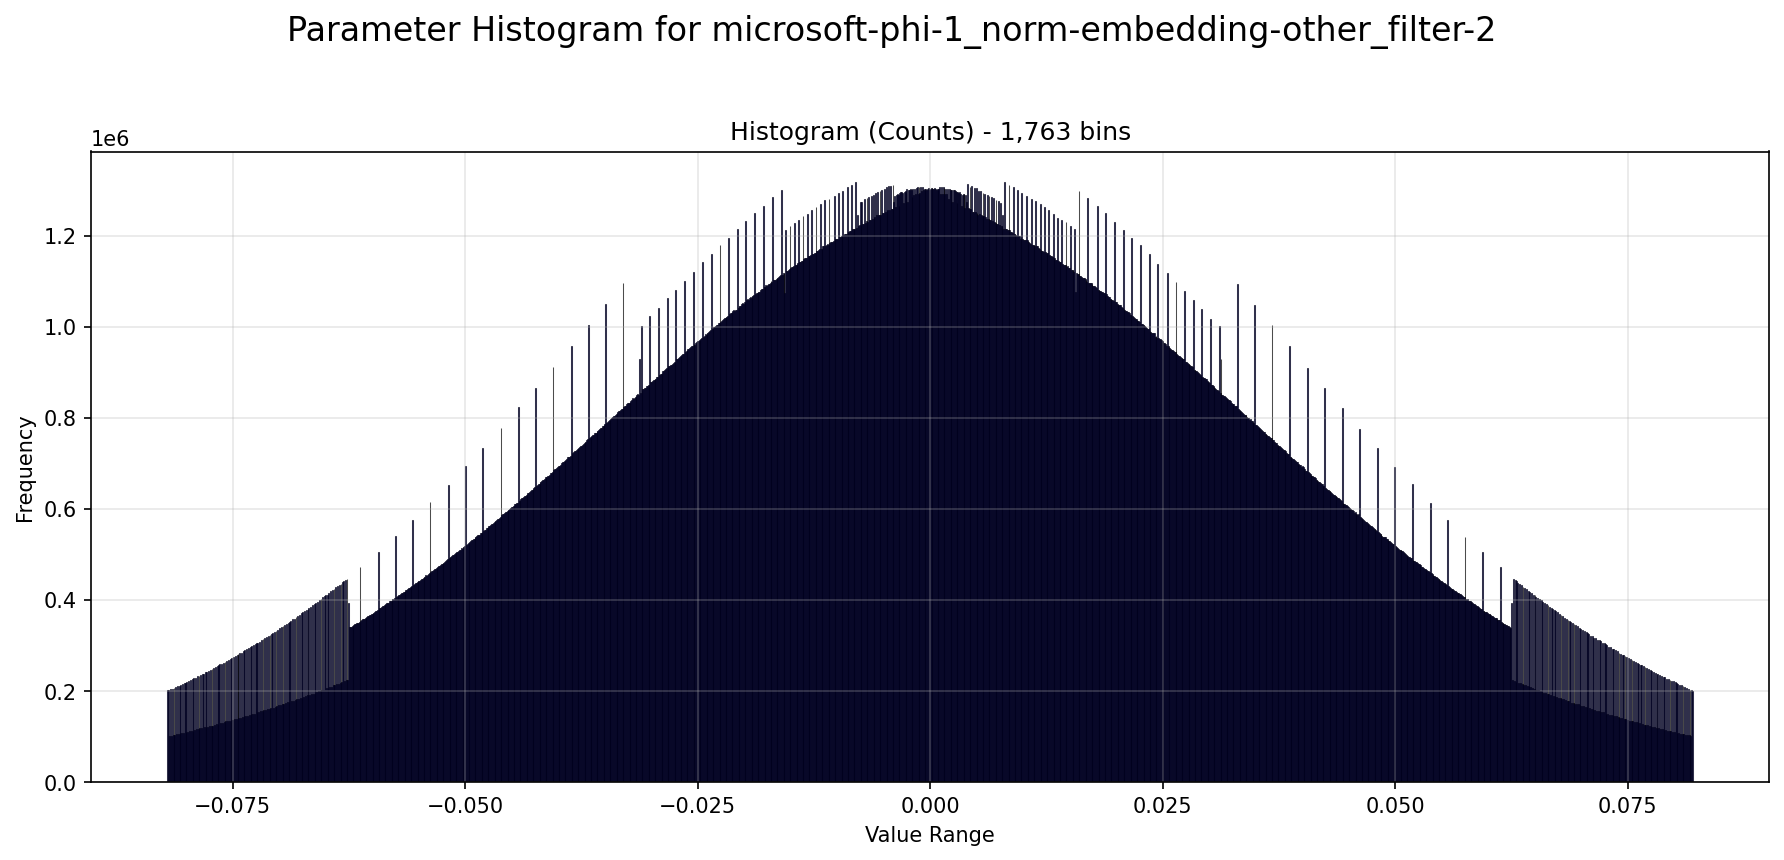 Parameter Histogram for microsoft-phi-1_norm-embedding-other_filter-2
Histogram (Counts) - 1,763 bins
1e6
1.2
1.0
0.8
0.6
0.4
0.2
0.0
Frequency
−0.075 −0.050 −0.025 0.000 0.025 0.050 0.075
Value Range